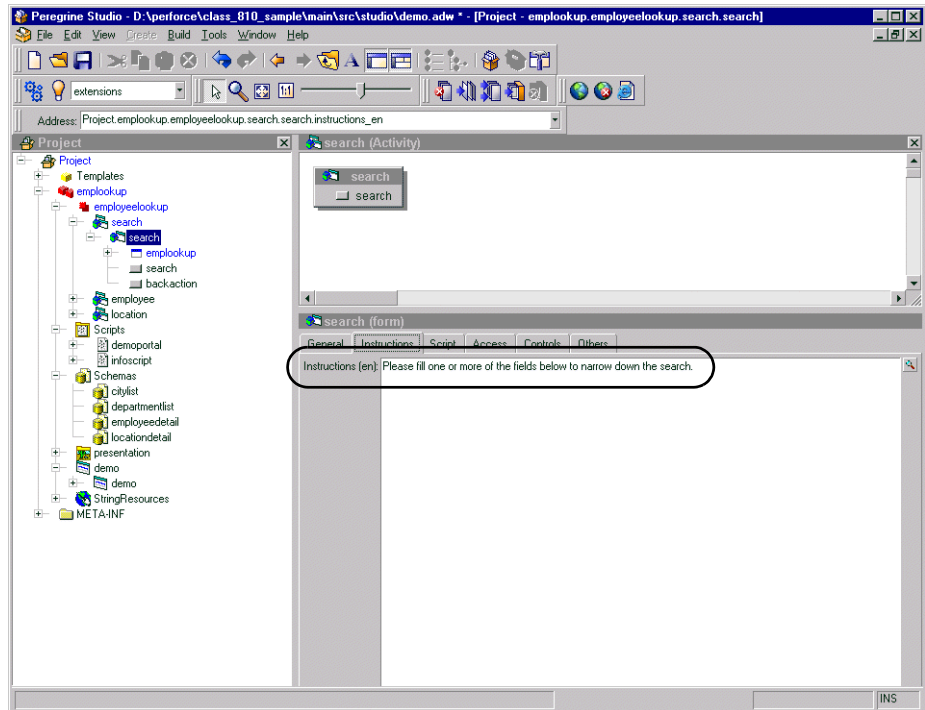 Peregrine Studio - D:\perforce\class_810_sample\main\src\studio\demo.adw * - [Project - emplookup.employeelookup.search.search]
File Edit View Create Build Tools Window Help
extensions
1:1
Address: Project.emplookup.employeelookup.search.search.instructions_en
Project
Project
Templates
emplookup
employeelookup
search
search
emplookup
search
backaction
employee
location
Scripts
demoportal
infoscript
Schemas
citylist
departmentlist
employeedetail
locationdetail
presentation
demo
demo
StringResources
META-INF
search (Activity)
search
search
search (form)
General Instructions Script Access Controls Others
Instructions (en): Please fill one or more of the fields below to narrow down the search.
INS